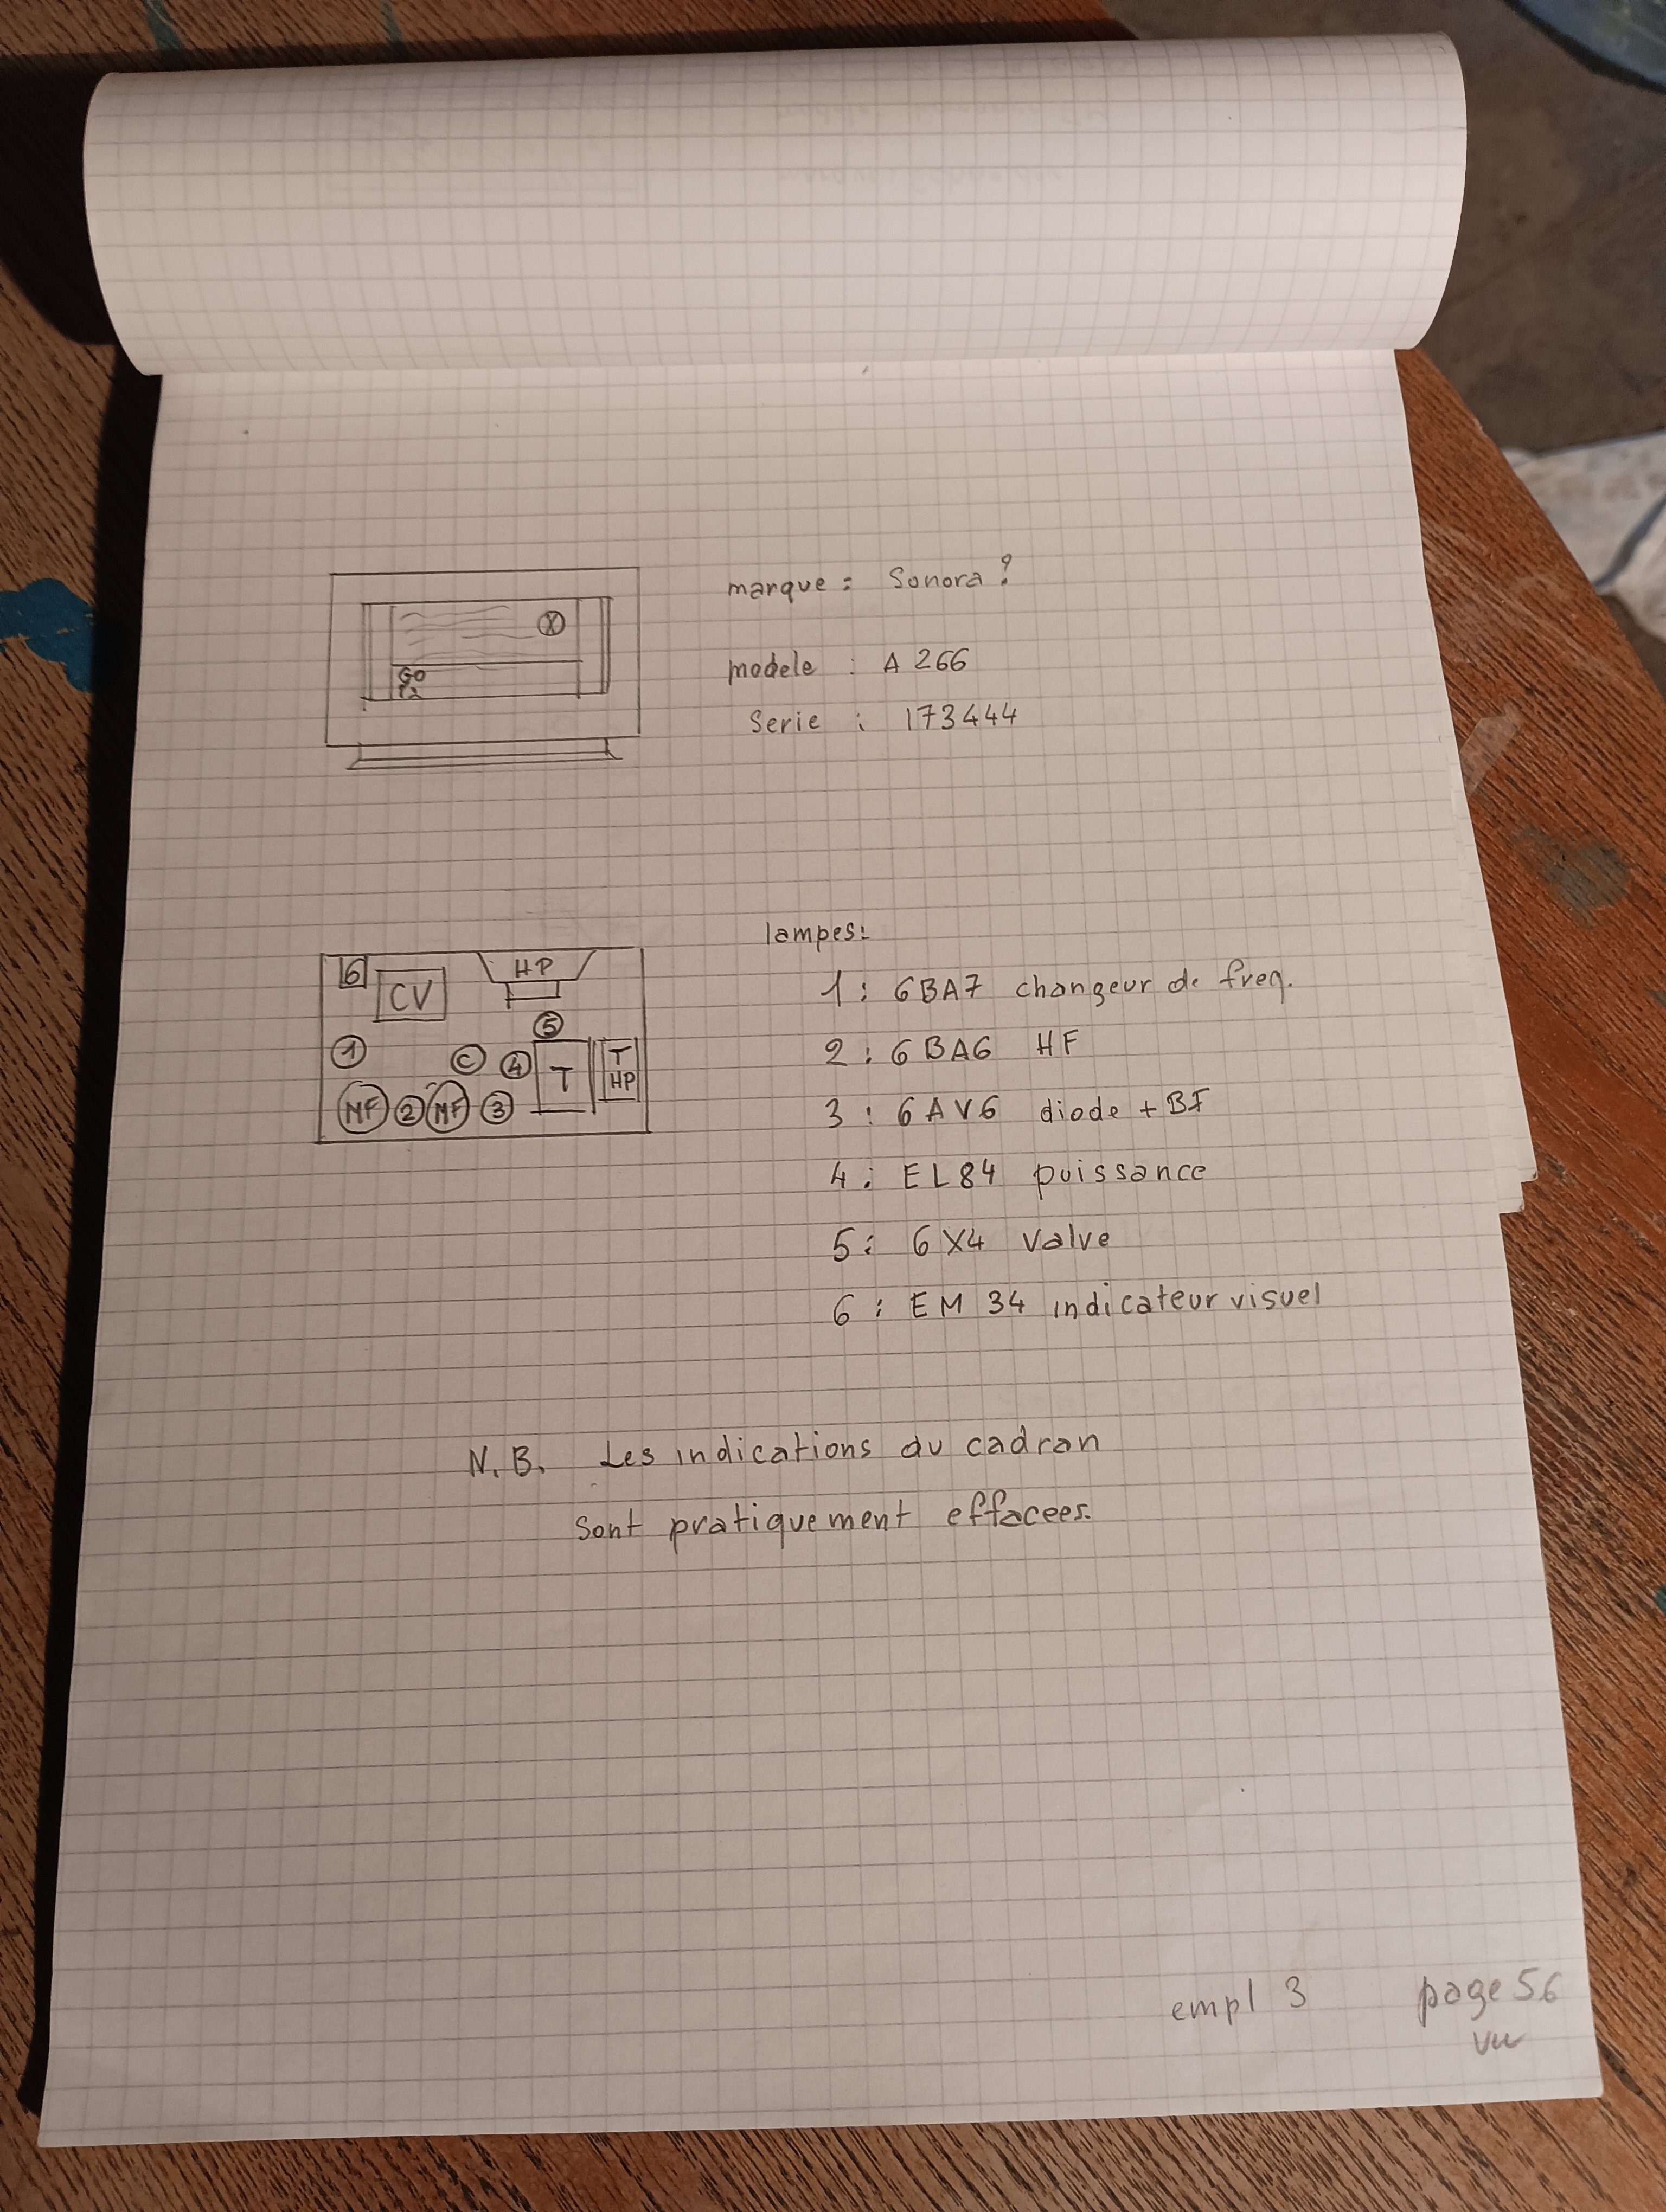 marque : Sonora ?
modele : A 266
Serie : 173444
GO
lampes:
1 : 6BA7 changeur de freq.
2 : 6BA6 HF
3 : 6AV6 diode + BF
4 : EL84 puissance
5 : 6X4 valve
6 : EM 34 indicateur visuel
6 CV HP
5
1 C 4 T T HP
MF 2 MF 3
N.B. Les indications du cadran
sont pratiquement effacees.
empl 3 page 56
vu